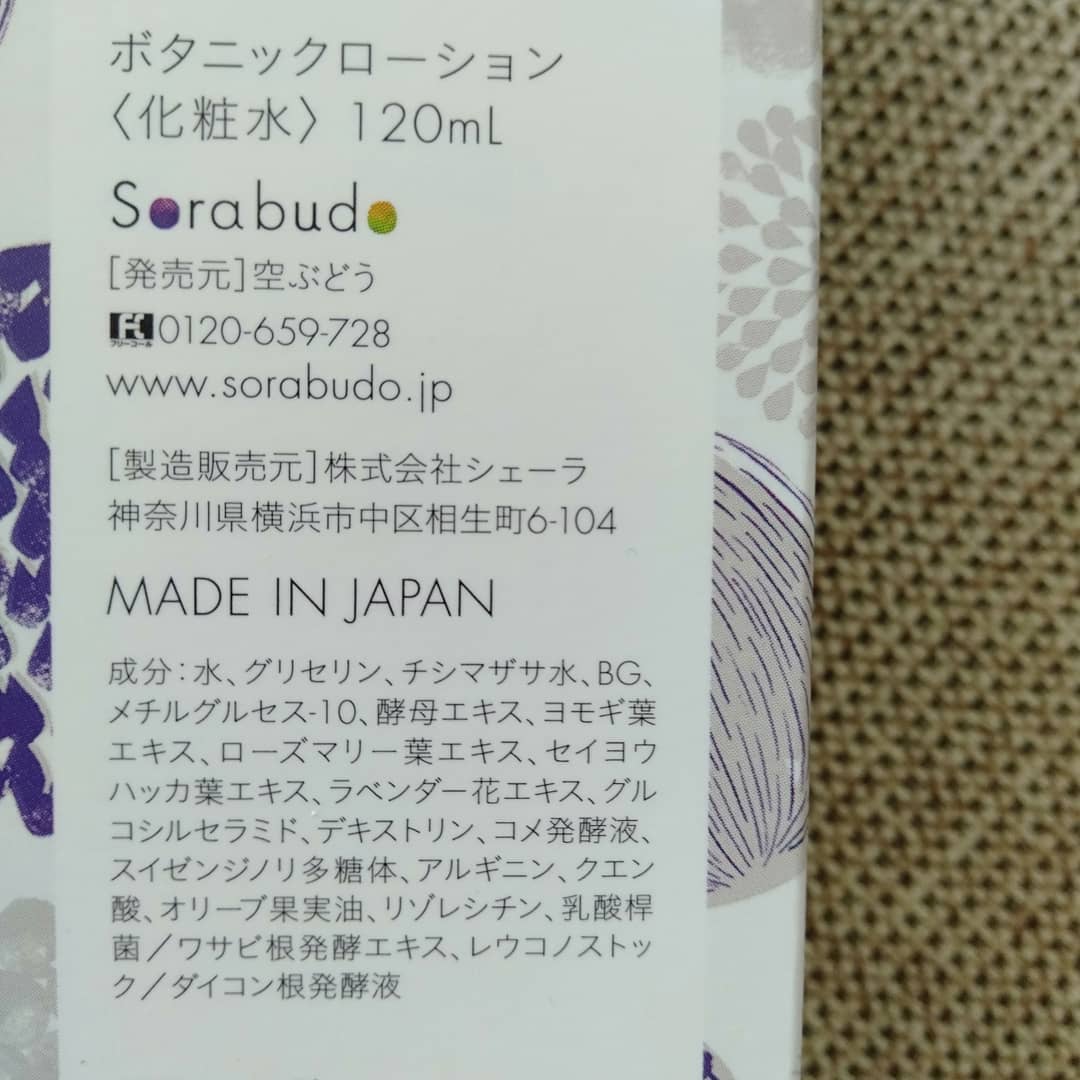 ボタニックローション
〈化粧水〉 120mL
Sorabudo
[発売元]空ぶどう
フリーコール 0120-659-728
www.sorabudo.jp
[製造販売元]株式会社シェーラ
神奈川県横浜市中区相生町6-104
MADE IN JAPAN
成分：水、グリセリン、チシマザサ水、BG、
メチルグルセス-10、酵母エキス、ヨモギ葉
エキス、ローズマリー葉エキス、セイヨウ
ハッカ葉エキス、ラベンダー花エキス、グル
コシルセラミド、デキストリン、コメ発酵液、
スイゼンジノリ多糖体、アルギニン、クエン
酸、オリーブ果実油、リゾレシチン、乳酸桿
菌／ワサビ根発酵エキス、レウコノストッ
ク／ダイコン根発酵液